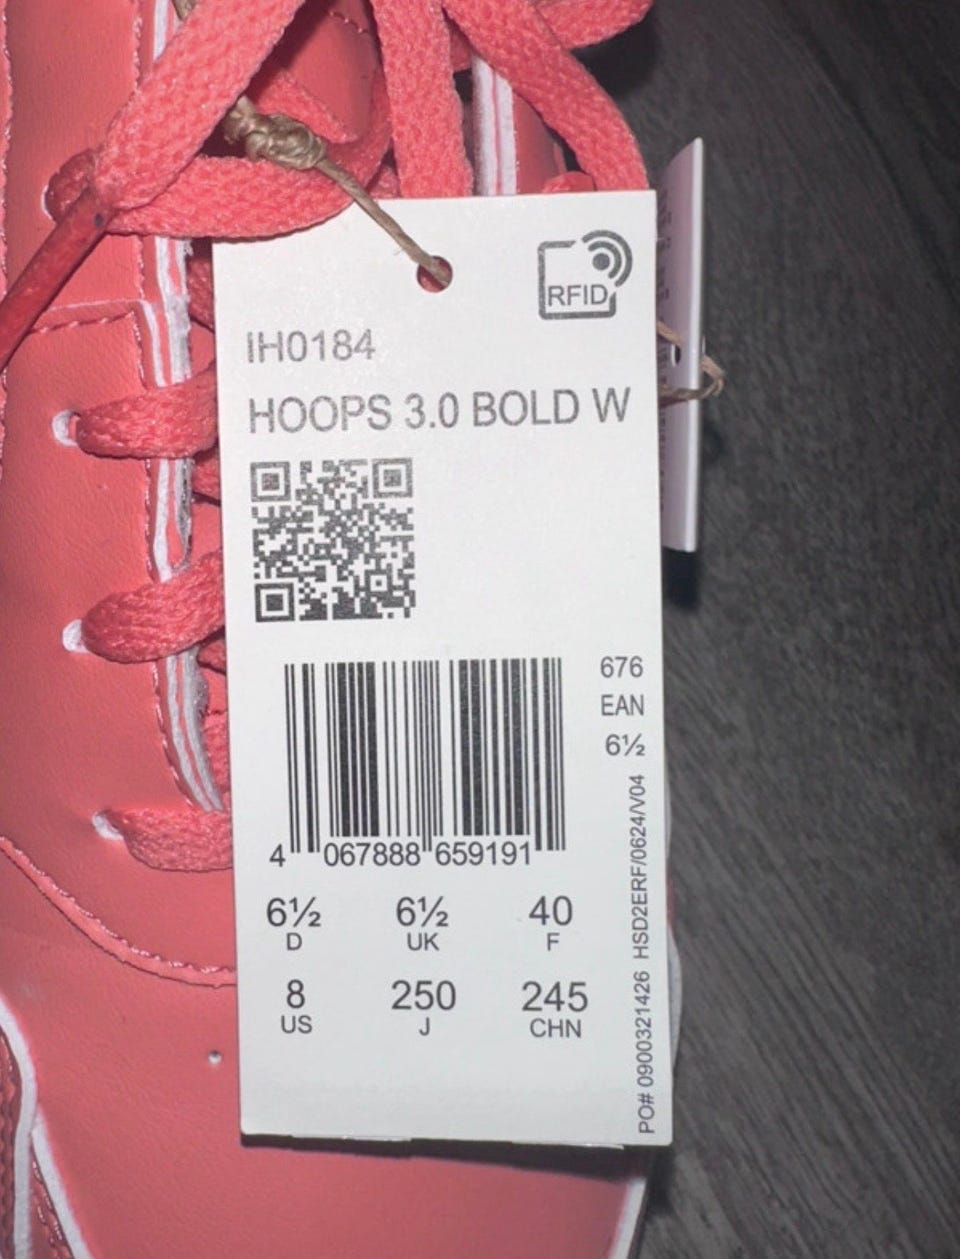 RFID
IH0184
HOOPS 3.0 BOLD W
676
EAN
6½
4 067888 659191
6½ 6½ 40
D UK F
8 250 245
US J CHN
PO# 0900321426 HSD2ERF/0624/V04